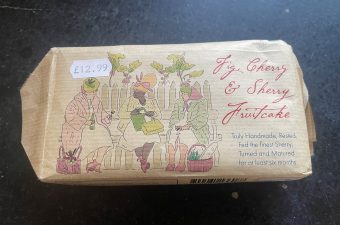 £12.99
Fig, Cherry
& Sherry
Fruitcake
Truly Handmade, Rested,
Fed the finest Sherry,
Turned and Matured
for at least six months